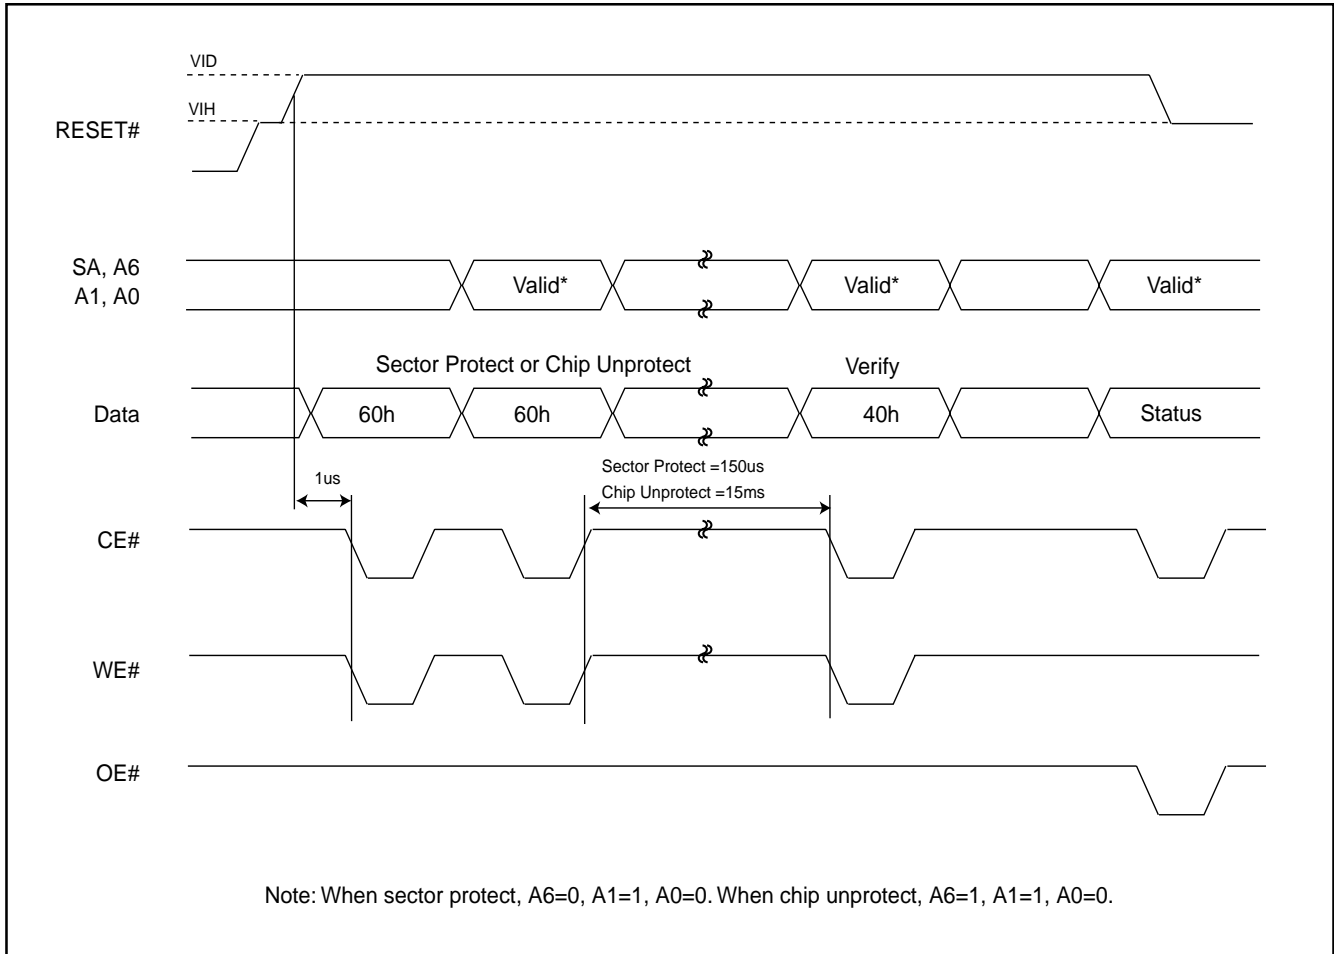 VID
VIH
RESET#
SA, A6
A1, A0
Valid*
Valid*
Valid*
Sector Protect or Chip Unprotect
Verify
Data
60h
60h
40h
Status
1us
Sector Protect =150us
Chip Unprotect =15ms
CE#
WE#
OE#
Note: When sector protect, A6=0, A1=1, A0=0. When chip unprotect, A6=1, A1=1, A0=0.